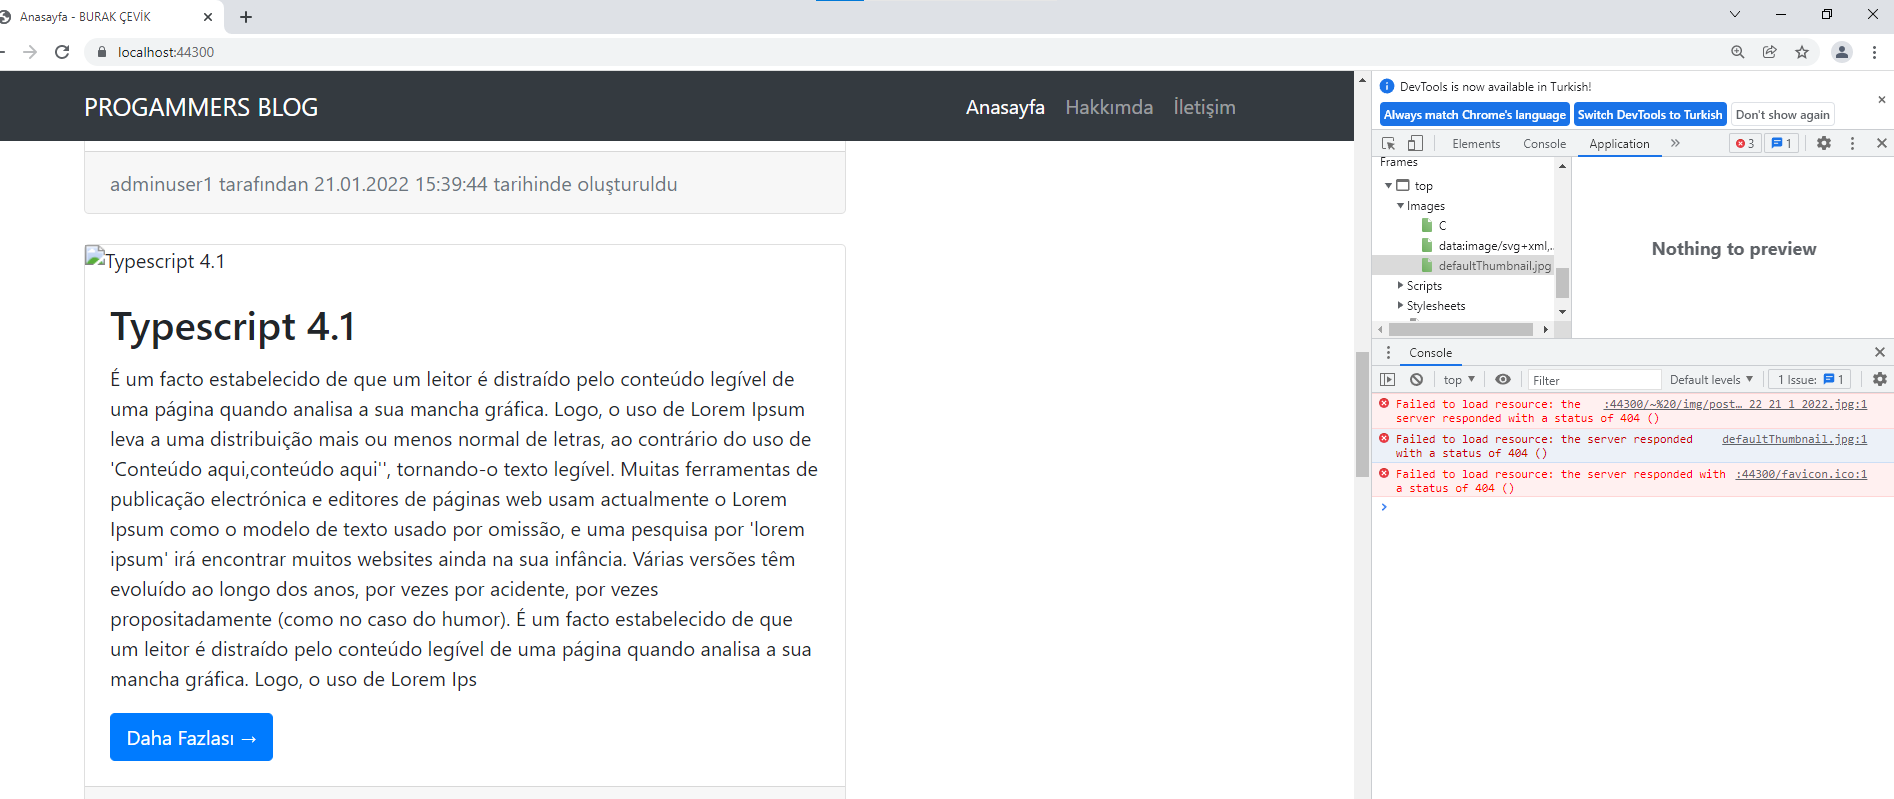 Anasayfa - BURAK ÇEVİK
localhost:44300
PROGAMMERS BLOG
Anasayfa Hakkımda İletişim
adminuser1 tarafından 21.01.2022 15:39:44 tarihinde oluşturuldu
Typescript 4.1
Typescript 4.1
É um facto estabelecido de que um leitor é distraído pelo conteúdo legível de
uma página quando analisa a sua mancha gráfica. Logo, o uso de Lorem Ipsum
leva a uma distribuição mais ou menos normal de letras, ao contrário do uso de
'Conteúdo aqui,conteúdo aqui'', tornando-o texto legível. Muitas ferramentas de
publicação electrónica e editores de páginas web usam actualmente o Lorem
Ipsum como o modelo de texto usado por omissão, e uma pesquisa por 'lorem
ipsum' irá encontrar muitos websites ainda na sua infância. Várias versões têm
evoluído ao longo dos anos, por vezes por acidente, por vezes
propositadamente (como no caso do humor). É um facto estabelecido de que
um leitor é distraído pelo conteúdo legível de uma página quando analisa a sua
mancha gráfica. Logo, o uso de Lorem Ips
Daha Fazlası →
DevTools is now available in Turkish!
Always match Chrome's language Switch DevTools to Turkish Don't show again
Elements Console Application » 3 1
Frames
top
Images
C
data:image/svg+xml,..
defaultThumbnail.jpg
Scripts
Stylesheets
Nothing to preview
Console
top Filter Default levels 1 Issue: 1
Failed to load resource: the :44300/~%20/img/post… 22 21 1 2022.jpg:1
server responded with a status of 404 ()
Failed to load resource: the server responded defaultThumbnail.jpg:1
with a status of 404 ()
Failed to load resource: the server responded with :44300/favicon.ico:1
a status of 404 ()